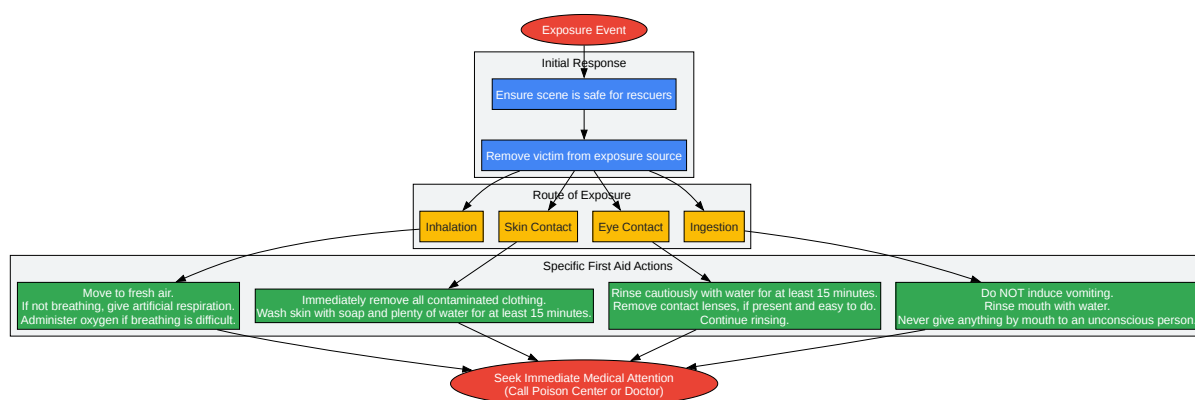 Exposure Event
Initial Response
Ensure scene is safe for rescuers
Remove victim from exposure source
Route of Exposure
Inhalation
Skin Contact
Eye Contact
Ingestion
Specific First Aid Actions
Move to fresh air.
If not breathing, give artificial respiration.
Administer oxygen if breathing is difficult.
Immediately remove all contaminated clothing.
Wash skin with soap and plenty of water for at least 15 minutes.
Rinse cautiously with water for at least 15 minutes.
Remove contact lenses, if present and easy to do.
Continue rinsing.
Do NOT induce vomiting.
Rinse mouth with water.
Never give anything by mouth to an unconscious person.
Seek Immediate Medical Attention
(Call Poison Center or Doctor)